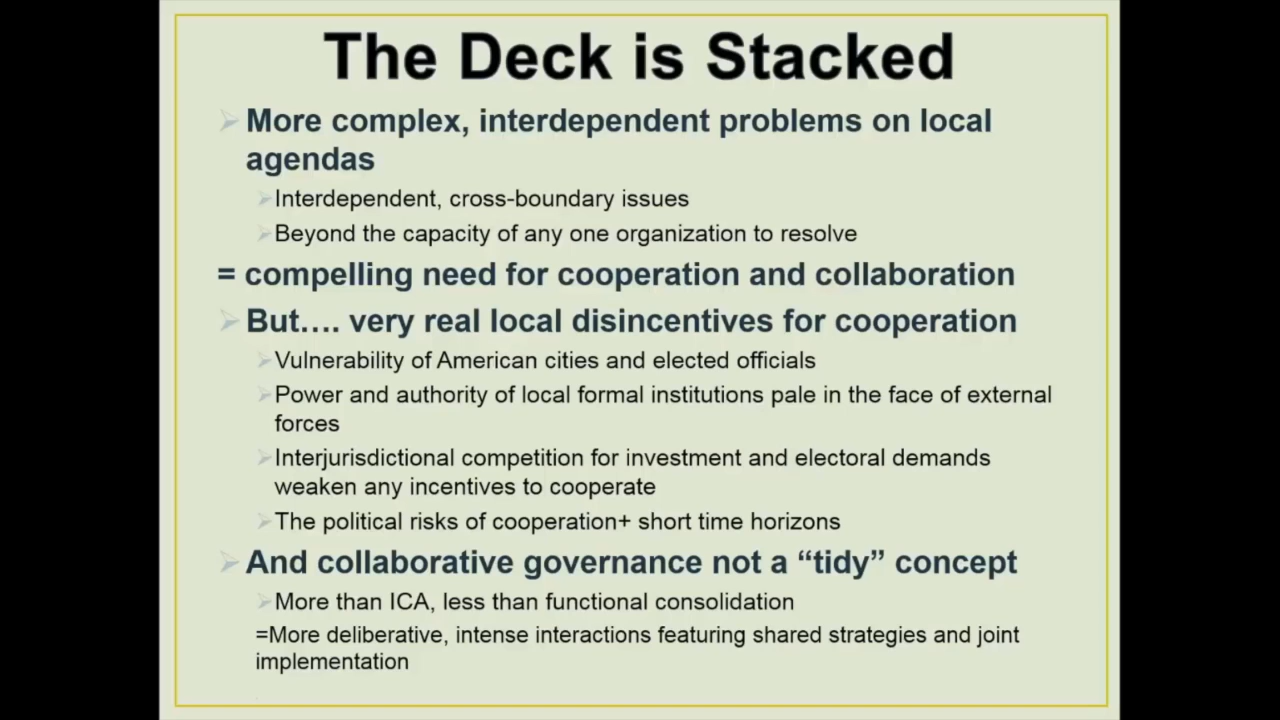 The Deck is Stacked
More complex, interdependent problems on local
agendas
Interdependent, cross-boundary issues
Beyond the capacity of any one organization to resolve
= compelling need for cooperation and collaboration
But…. very real local disincentives for cooperation
Vulnerability of American cities and elected officials
Power and authority of local formal institutions pale in the face of external
forces
Interjurisdictional competition for investment and electoral demands
weaken any incentives to cooperate
The political risks of cooperation+ short time horizons
And collaborative governance not a “tidy” concept
More than ICA, less than functional consolidation
=More deliberative, intense interactions featuring shared strategies and joint
implementation